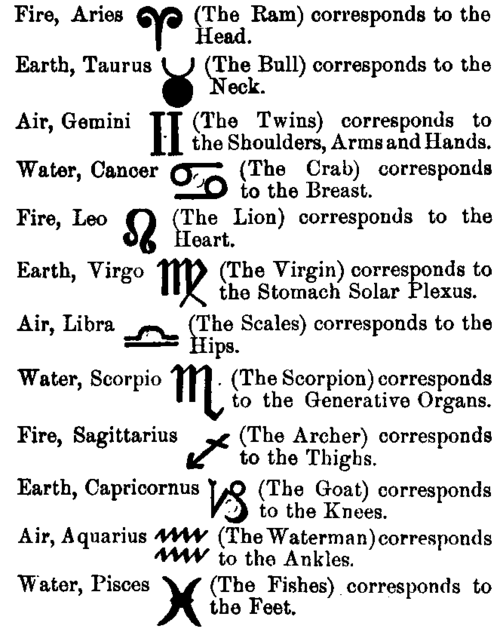 Fire, Aries ♈ (The Ram) corresponds to the
Head.
Earth, Taurus ♉ (The Bull) corresponds to the
Neck.
Air, Gemini ♊ (The Twins) corresponds to
the Shoulders, Arms and Hands.
Water, Cancer ♋ (The Crab) corresponds
to the Breast.
Fire, Leo ♌ (The Lion) corresponds to the
Heart.
Earth, Virgo ♍ (The Virgin) corresponds to
the Stomach Solar Plexus.
Air, Libra ♎ (The Scales) corresponds to the
Hips.
Water, Scorpio ♏ (The Scorpion) corresponds
to the Generative Organs.
Fire, Sagittarius ♐ (The Archer) corresponds
to the Thighs.
Earth, Capricornus ♑ (The Goat) corresponds
to the Knees.
Air, Aquarius ♒ (The Waterman) corresponds
to the Ankles.
Water, Pisces ♓ (The Fishes) corresponds to
the Feet.